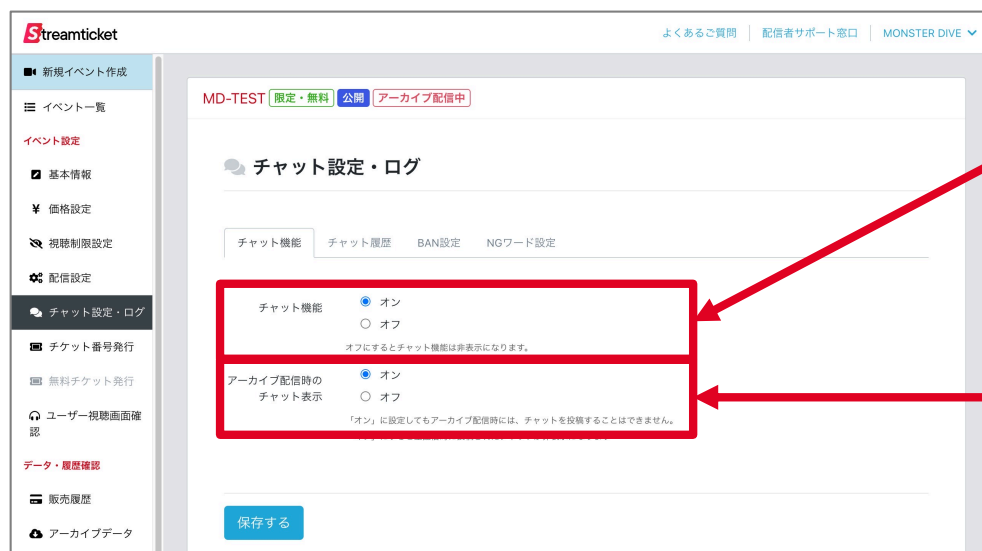 Streamticket
よくあるご質問
配信者サポート窓口
MONSTER DIVE
新規イベント作成
イベント一覧
イベント設定
基本情報
価格設定
視聴制限設定
配信設定
チャット設定・ログ
チケット番号発行
無料チケット発行
ユーザー視聴画面確
認
データ・履歴確認
販売履歴
アーカイブデータ
MD-TEST 限定・無料 公開 アーカイブ配信中
チャット設定・ログ
チャット機能 チャット履歴 BAN設定 NGワード設定
チャット機能
オン
オフ
オフにするとチャット機能は非表示になります。
アーカイブ配信時の
チャット表示
オン
オフ
「オン」に設定してもアーカイブ配信時には、チャットを投稿することはできません。
保存する